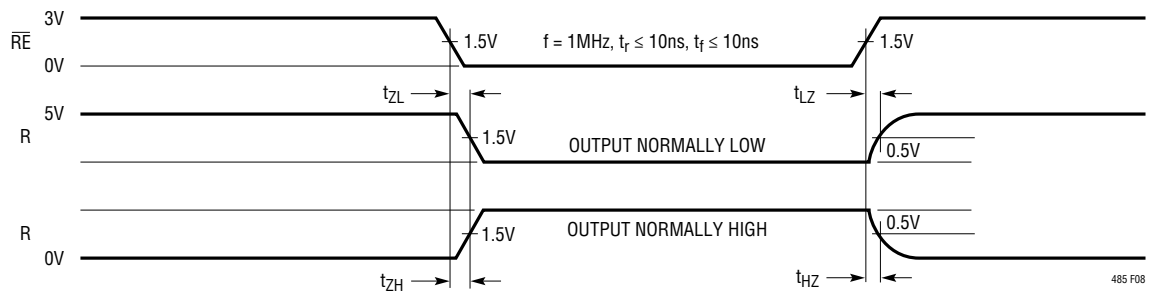 3V
R̅E̅
0V
1.5V
f = 1MHz, tr ≤ 10ns, tf ≤ 10ns
1.5V
tZL
tLZ
5V
R
1.5V
OUTPUT NORMALLY LOW
0.5V
R
0V
1.5V
OUTPUT NORMALLY HIGH
0.5V
tZH
tHZ
485 F08